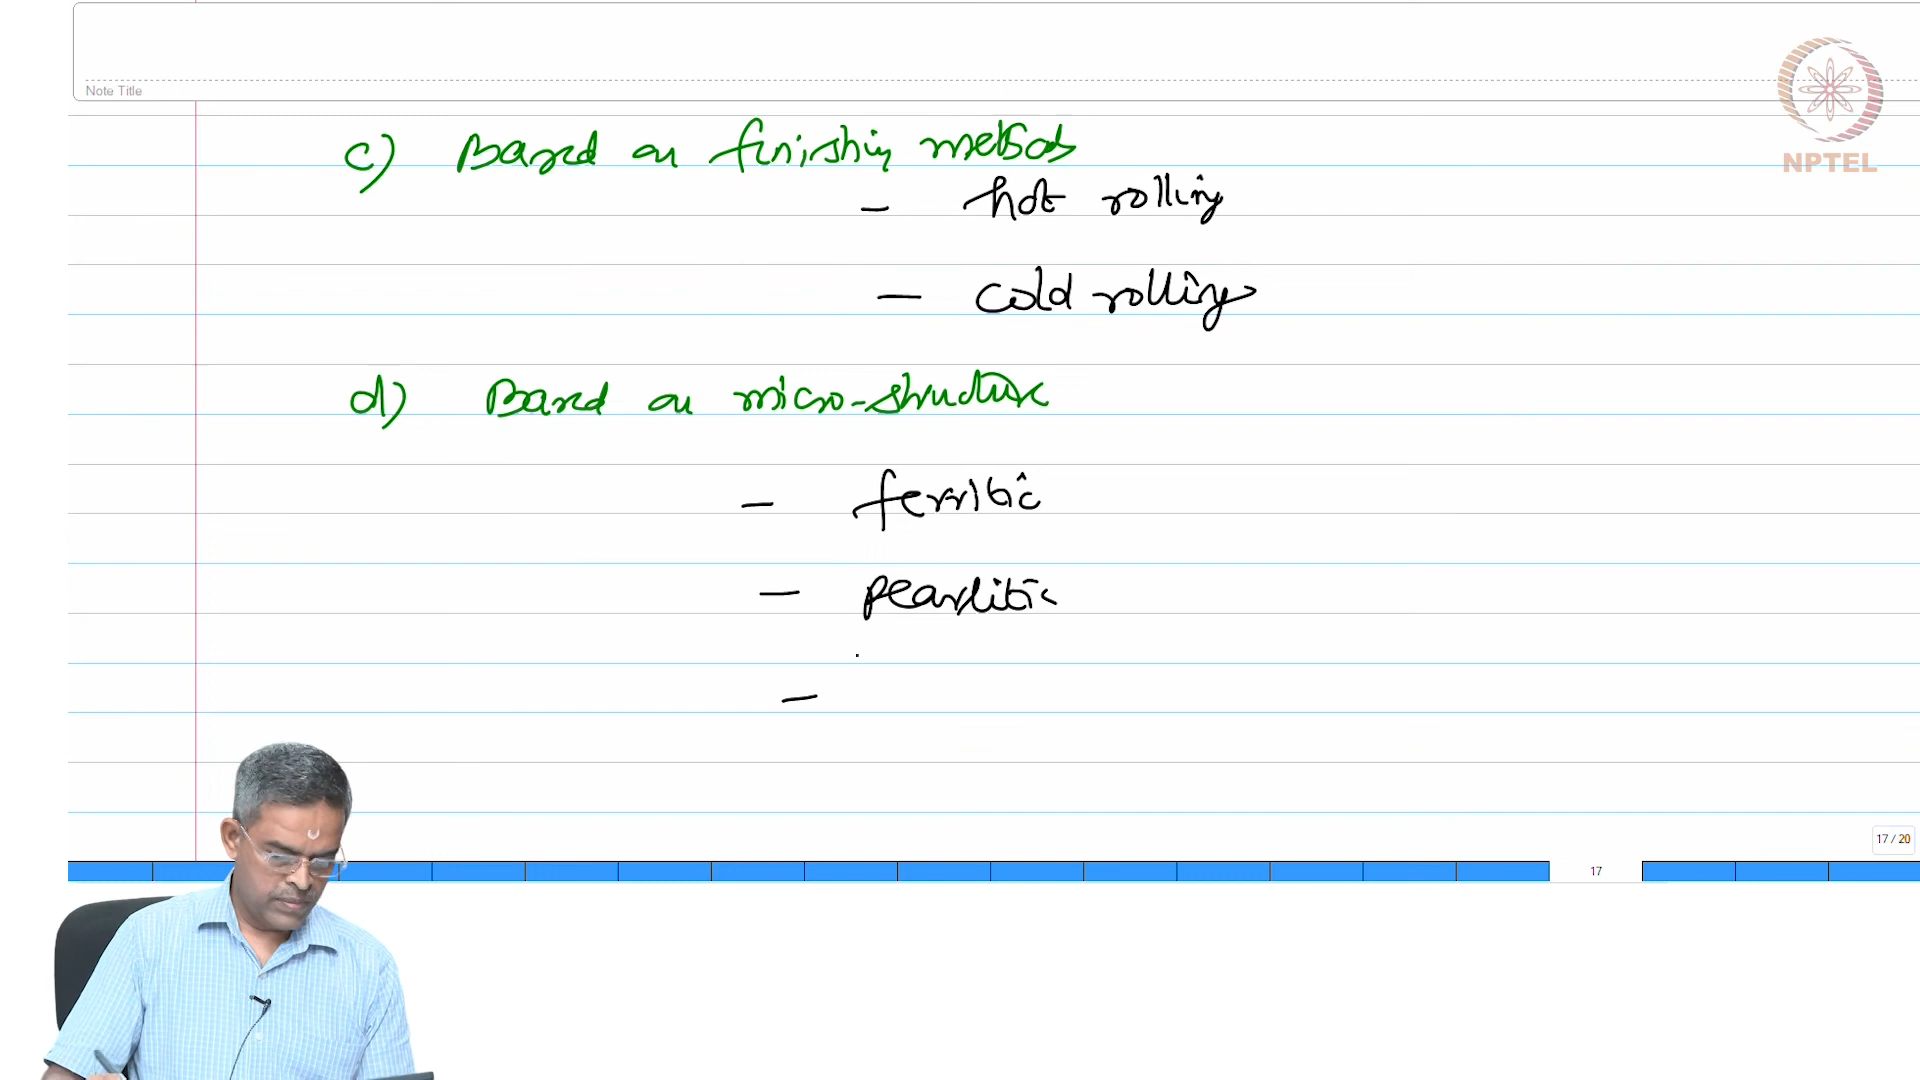 Note Title
NPTEL
c) Based on finishing methods
- hot rolling
- cold rolling
d) Based on micro-structure
- ferritic
- pearlitic
-
17 / 20
17